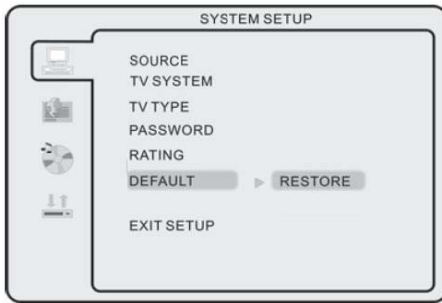 SYSTEM SETUP
SOURCE
TV SYSTEM
TV TYPE
PASSWORD
RATING
DEFAULT RESTORE
EXIT SETUP